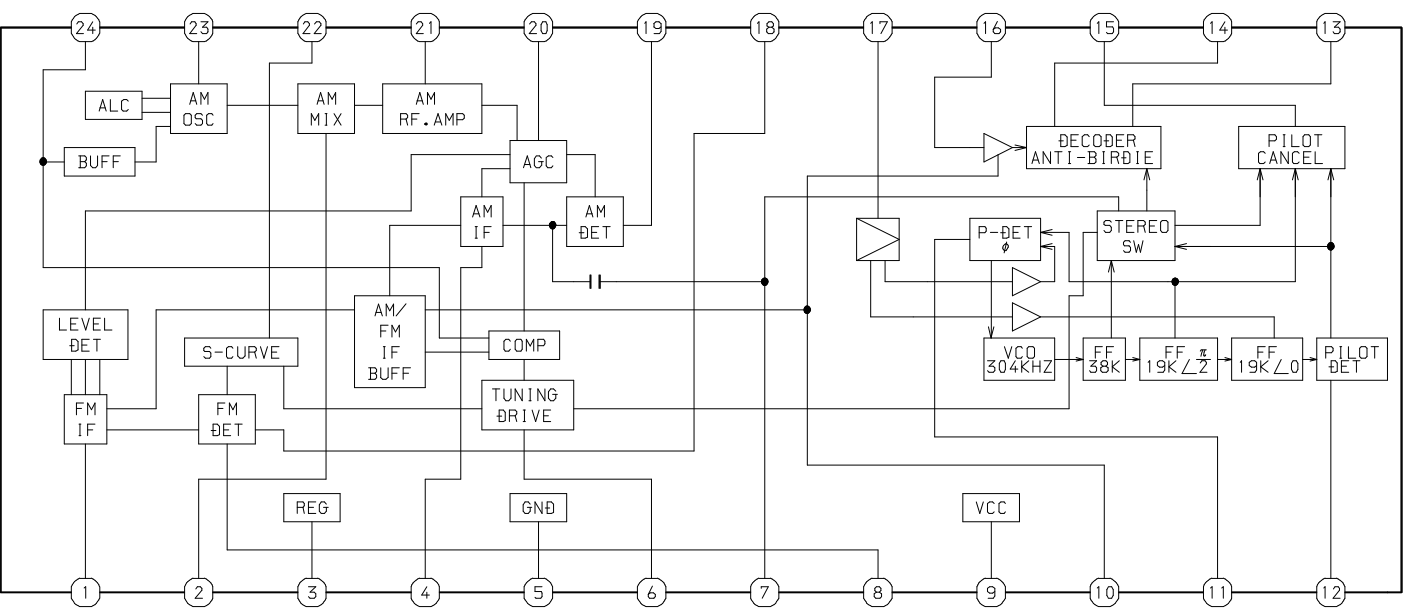 24 23 22 21 20 19 18 17 16 15 14 13
ALC
AM
OSC
AM
MIX
AM
RF.AMP
BUFF
AGC
DECODER
ANTI-BIRDIE
PILOT
CANCEL
AM
IF
AM
DET
P-DET
φ
STEREO
SW
LEVEL
DET
S-CURVE
AM/
FM
IF
BUFF
COMP
VCO
304KHZ
FF
38K
FF
19K∠π/2
FF
19K∠0
PILOT
DET
FM
IF
FM
DET
TUNING
DRIVE
REG
GND
VCC
1 2 3 4 5 6 7 8 9 10 11 12